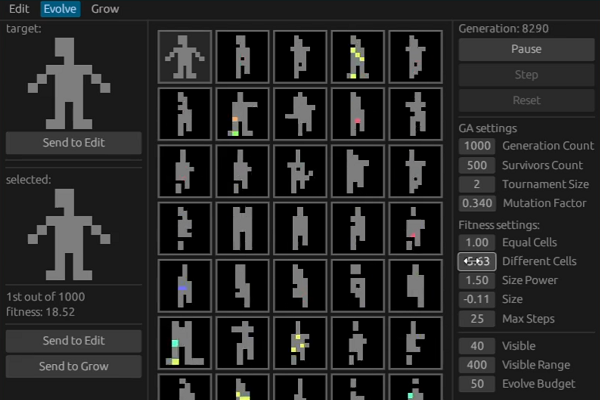 Edit Evolve Grow
target:
Send to Edit
selected:
1st out of 1000
fitness: 18.52
Send to Edit
Send to Grow
Generation: 8290
Pause
Step
Reset
GA settings
1000 Generation Count
500 Survivors Count
2 Tournament Size
0.340 Mutation Factor
Fitness settings:
1.00 Equal Cells
Different Cells
1.50 Size Power
-0.11 Size
25 Max Steps
40 Visible
400 Visible Range
50 Evolve Budget